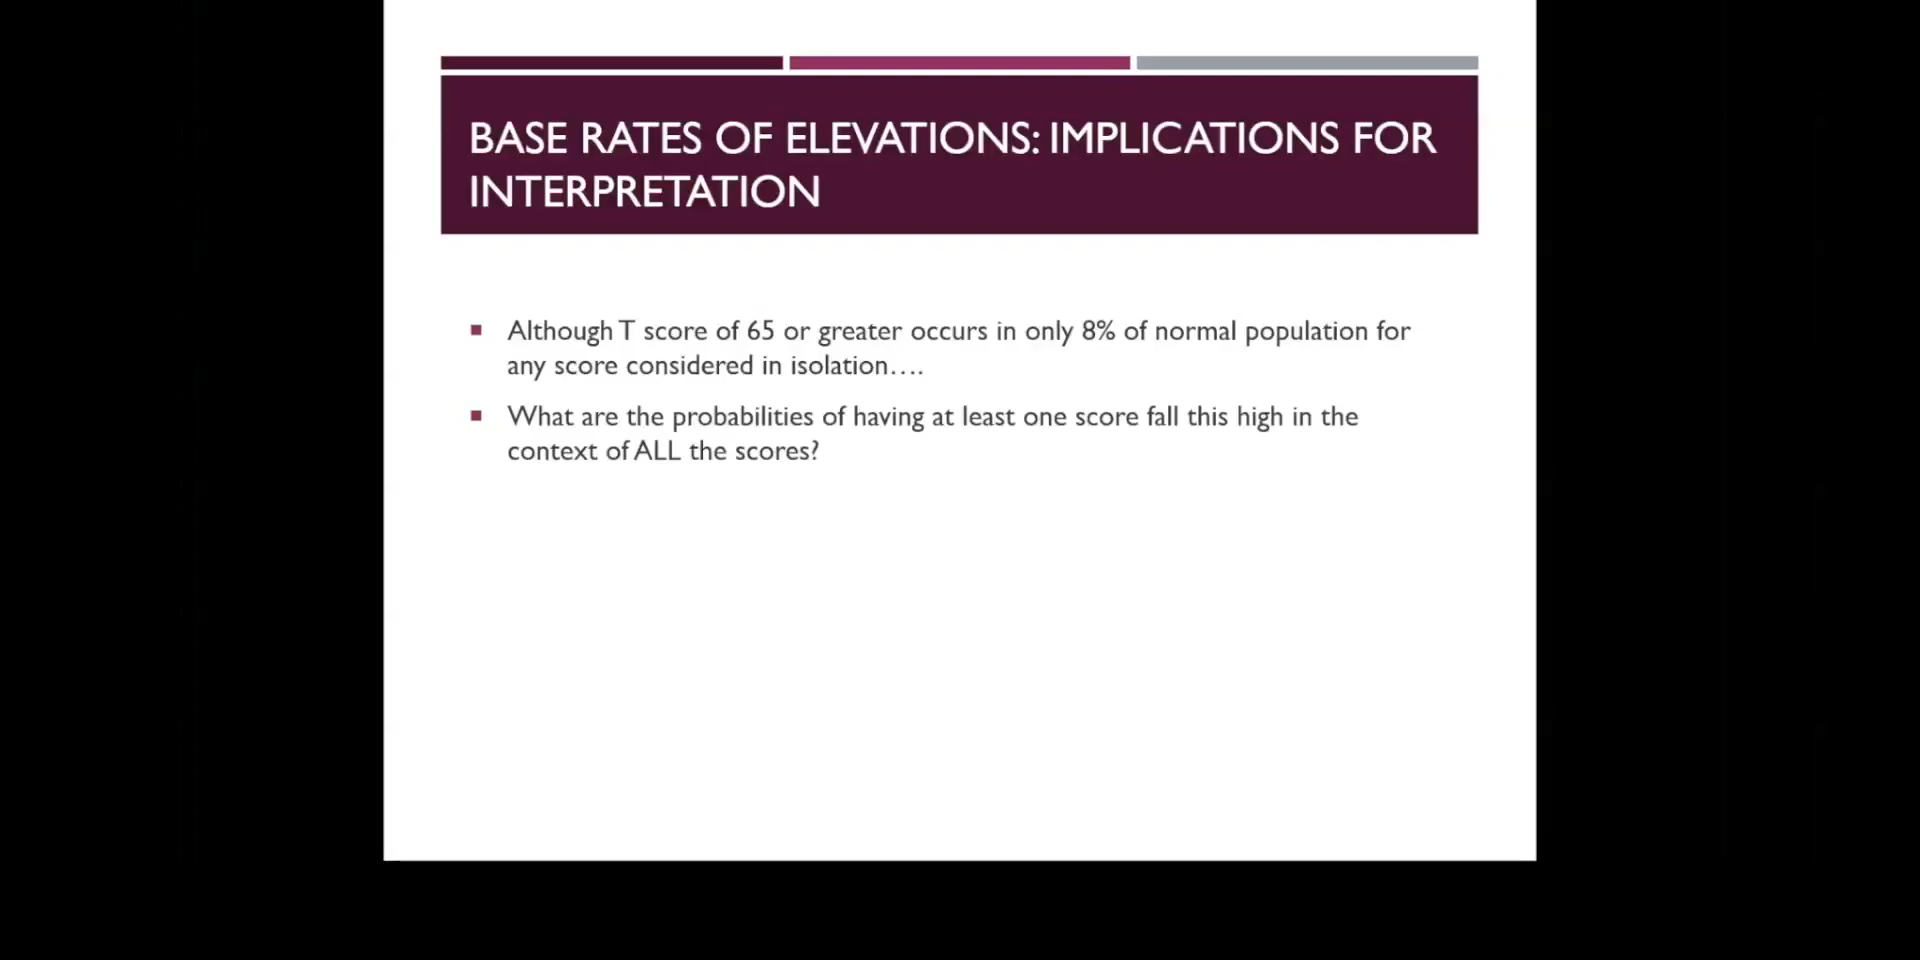 BASE RATES OF ELEVATIONS: IMPLICATIONS FOR
INTERPRETATION
Although T score of 65 or greater occurs in only 8% of normal population for
any score considered in isolation….
What are the probabilities of having at least one score fall this high in the
context of ALL the scores?